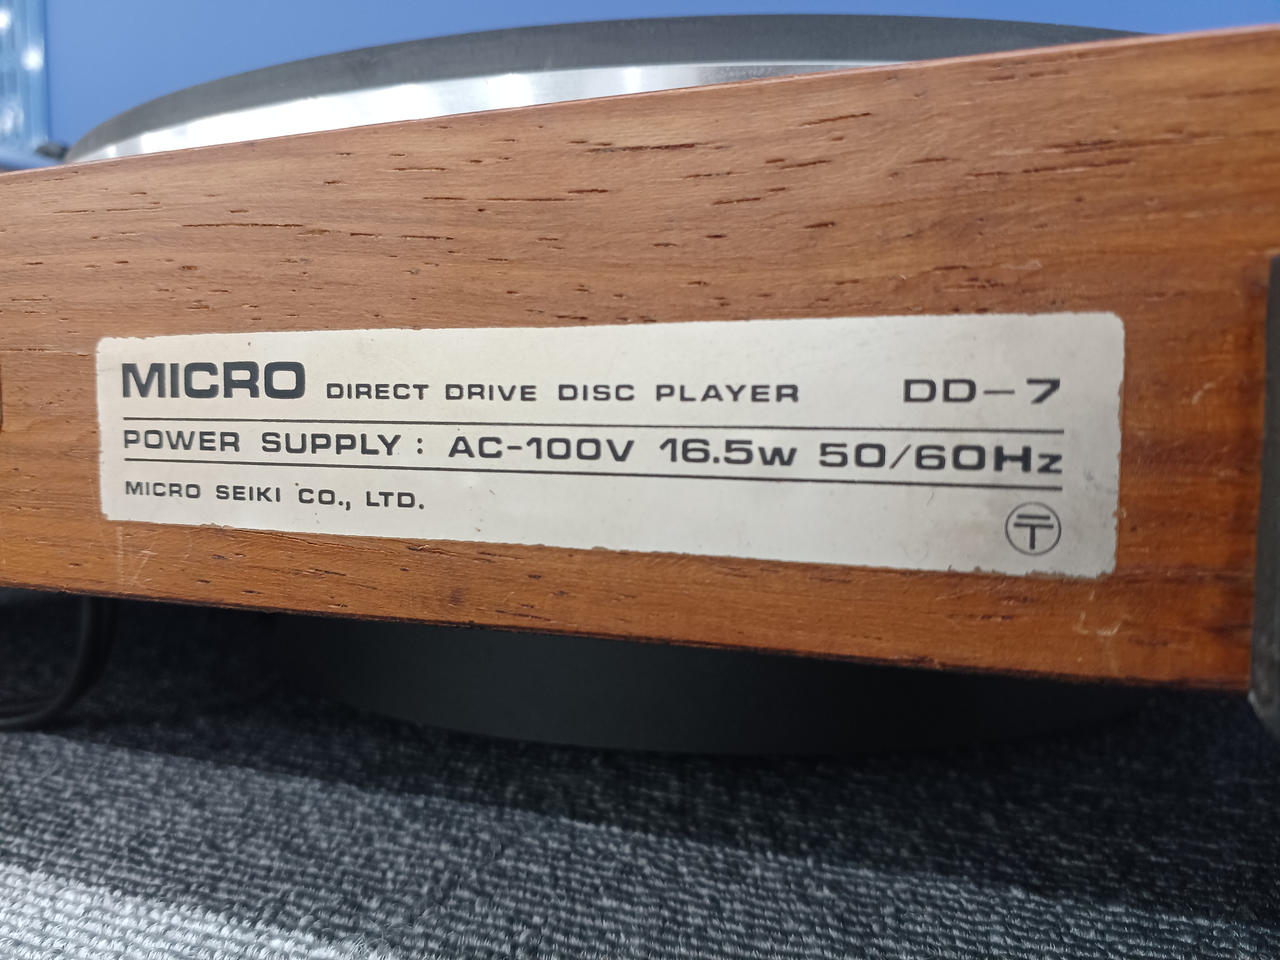 MICRO DIRECT DRIVE DISC PLAYER DD-7
POWER SUPPLY : AC-100V 16.5W 50/60Hz
MICRO SEIKI CO., LTD.
〒